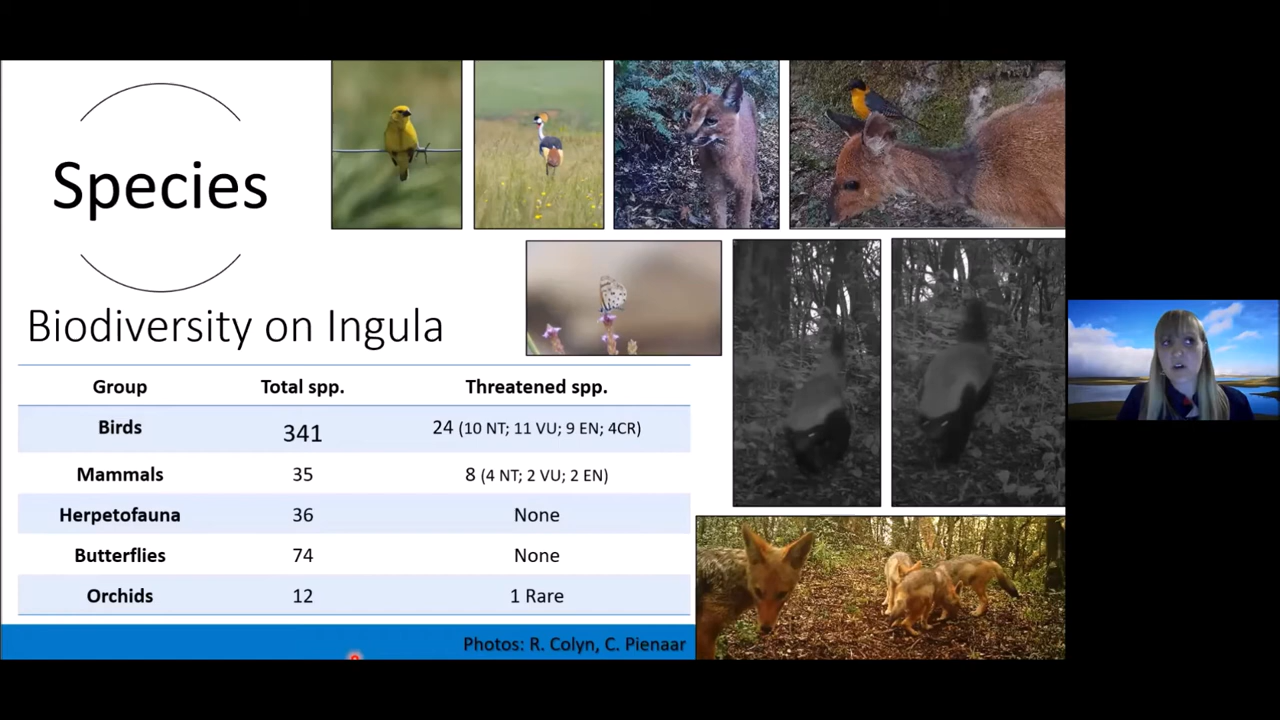 Species
Biodiversity on Ingula
Group Total spp. Threatened spp.
Birds 341 24 (10 NT; 11 VU; 9 EN; 4CR)
Mammals 35 8 (4 NT; 2 VU; 2 EN)
Herpetofauna 36 None
Butterflies 74 None
Orchids 12 1 Rare
Photos: R. Colyn, C. Pienaar